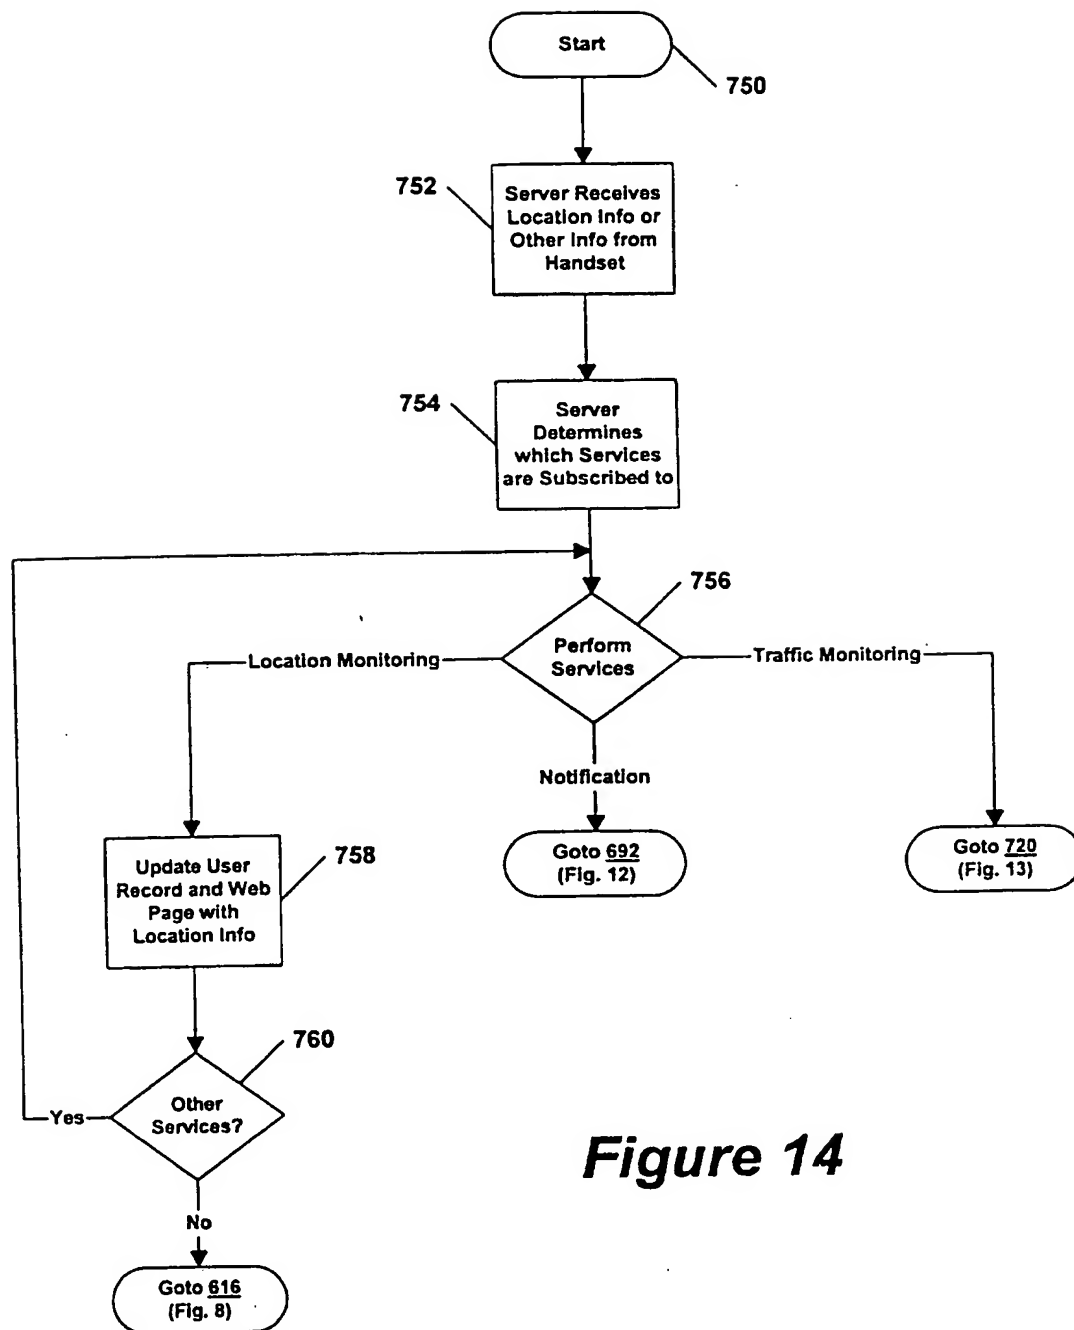 Start
750
752
Server Receives
Location Info or
Other Info from
Handset
754
Server
Determines
which Services
are Subscribed to
756
Location Monitoring
Perform
Services
Traffic Monitoring
Notification
Goto 692
(Fig. 12)
Goto 720
(Fig. 13)
Update User
Record and Web
Page with
Location Info
758
760
Other
Services?
Yes
No
Goto 616
(Fig. 8)
Figure 14